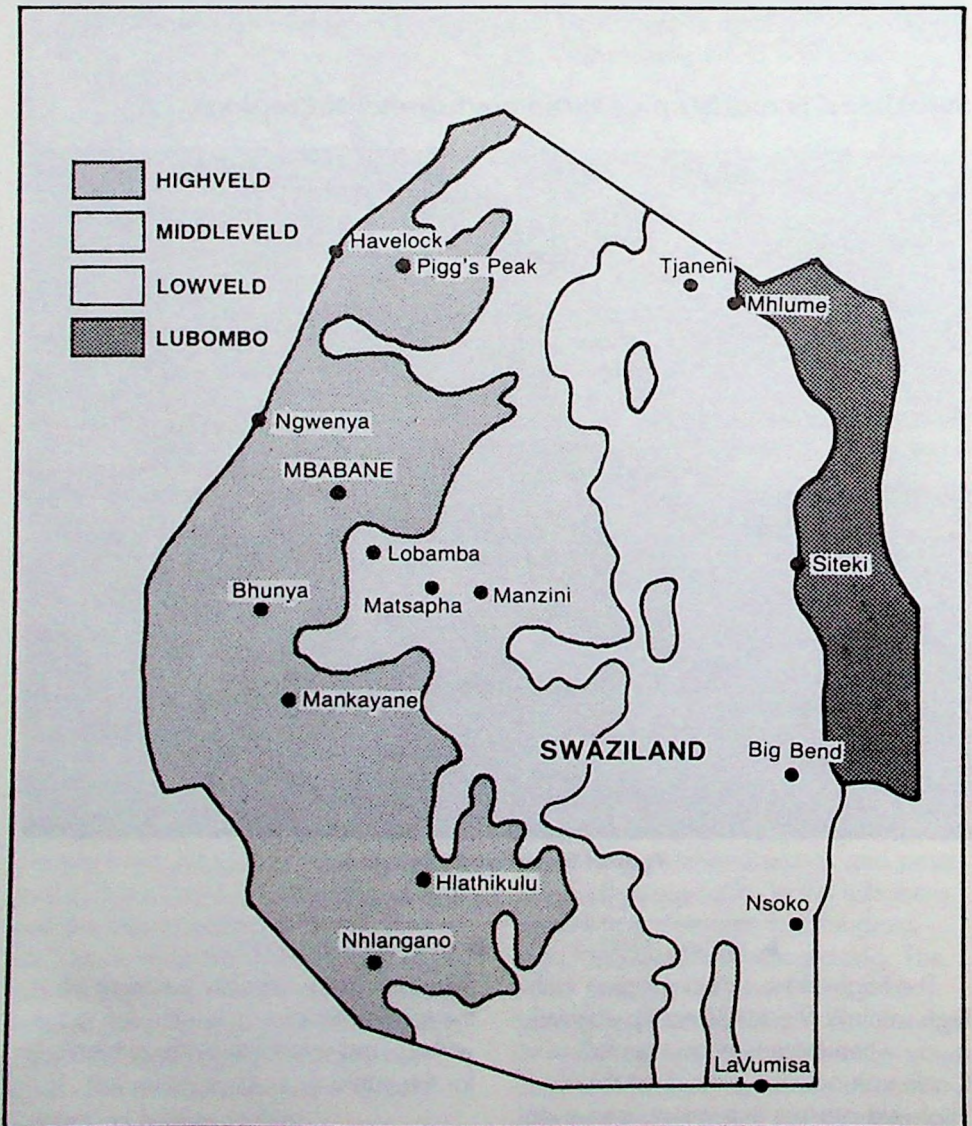 HIGHVELD
MIDDLEVELD
LOWVELD
LUBOMBO
Havelock
Pigg's Peak
Tjaneni
Mhlume
Ngwenya
MBABANE
Lobamba
Siteki
Bhunya
Matsapha
Manzini
Mankayane
SWAZILAND
Big Bend
Hlathikulu
Nsoko
Nhlangano
LaVumisa